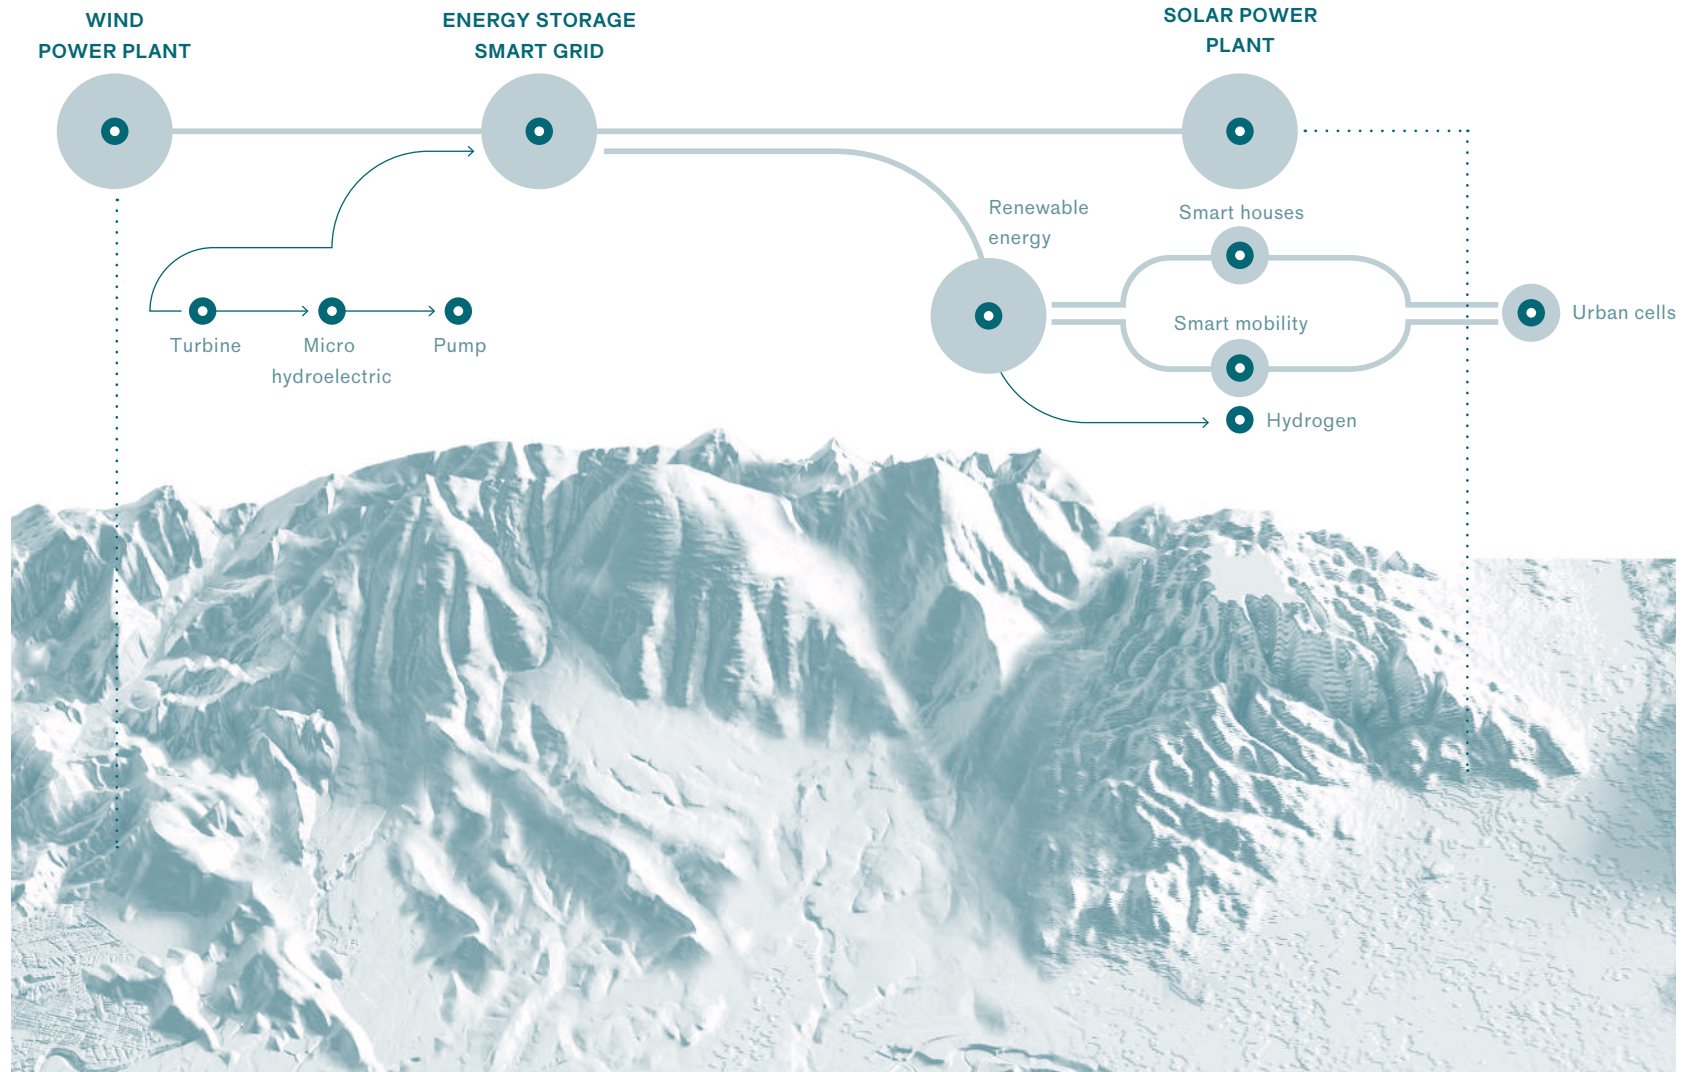 WIND
POWER PLANT
ENERGY STORAGE
SMART GRID
SOLAR POWER
PLANT
Renewable
energy
Smart houses
Smart mobility
Urban cells
Turbine
Micro
hydroelectric
Pump
Hydrogen